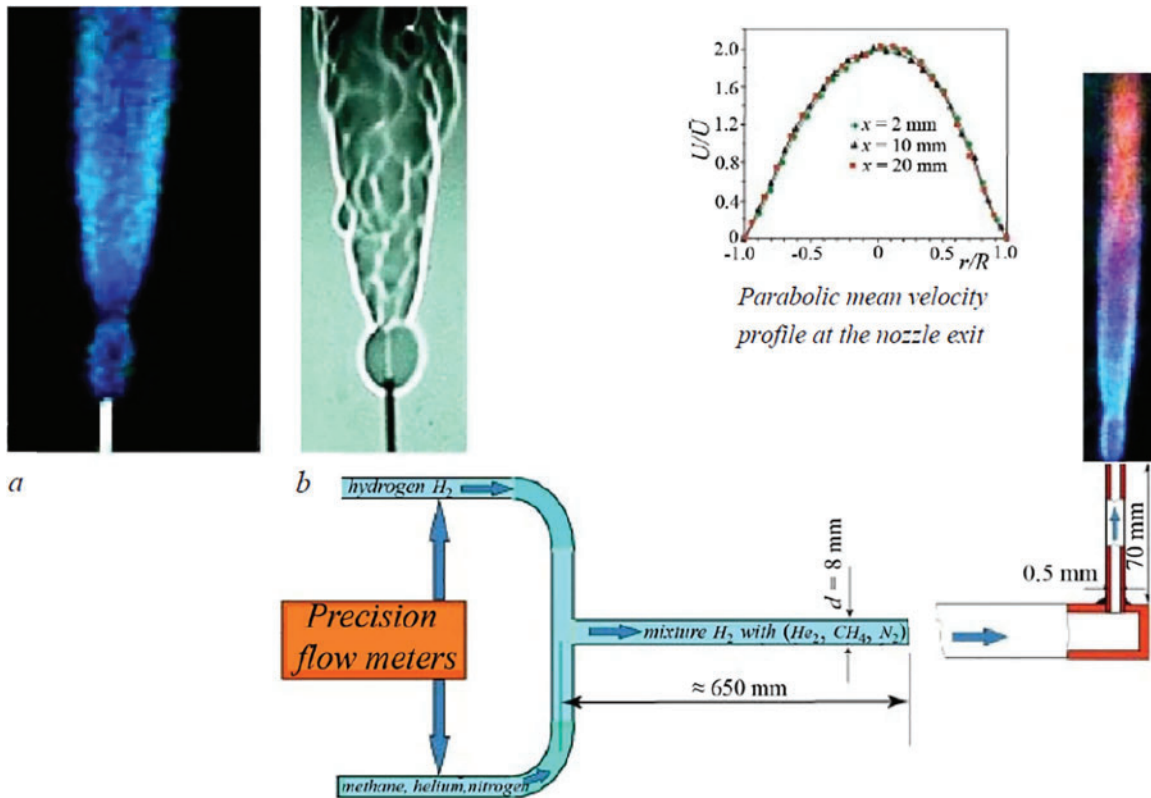 2.0
1.6
1.2
0.8
0.4
0
U/Ū
x = 2 mm
x = 10 mm
x = 20 mm
-1.0 -0.5 0 0.5 1.0
r/R
Parabolic mean velocity
profile at the nozzle exit
a
b
hydrogen H₂
Precision
flow meters
methane, helium,nitrogen
mixture H₂ with (He₂, CH₄, N₂)
d = 8 mm
≈ 650 mm
0.5 mm
70 mm